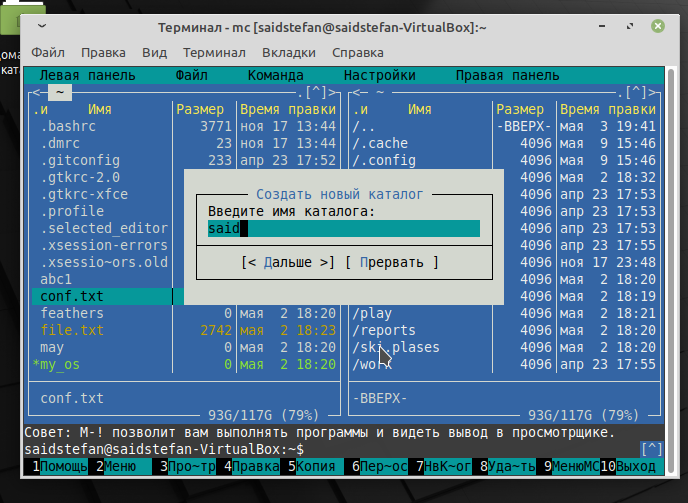 Терминал - mc [saidstefan@saidstefan-VirtualBox]:~
Файл Правка Вид Терминал Вкладки Справка
Левая панель Файл Команда Настройки Правая панель
<─ ~ ─ .[^]> <─ ~ ─ .[^]>
.и Имя Размер Время правки .и Имя Размер Время правки
.bashrc 3771 ноя 17 13:44 /.. -ВВЕРХ- мая 3 19:41
.dmrc 23 ноя 17 13:44 /.cache 4096 мая 9 15:46
.gitconfig 233 апр 23 17:52 /.config 4096 мая 9 15:46
.gtkrc-2.0 4096 мая 2 18:32
.gtkrc-xfce 4096 апр 23 17:53
.profile 4096 апр 23 17:53
.selected_editor 4096 апр 23 17:53
.xsession-errors 4096 апр 23 17:55
.xsessio~ors.old 4096 ноя 17 23:48
abc1 4096 мая 2 18:20
conf.txt 4096 мая 2 18:19
Создать новый каталог
Введите имя каталога:
said
[< Дальше >] [ Прервать ]
feathers 0 мая 2 18:20 /play 4096 мая 2 18:21
file.txt 2742 мая 2 18:23 /reports 4096 мая 2 18:20
may 0 мая 2 18:20 /ski.plases 4096 мая 2 18:20
*my_os 0 мая 2 18:20 /work 4096 апр 23 17:55
conf.txt -ВВЕРХ-
93G/117G (79%) 93G/117G (79%)
Совет: M-! позволит вам выполнять программы и видеть вывод в просмотрщике.
saidstefan@saidstefan-VirtualBox:~$ [^]
1Помощь 2Меню 3Про~тр 4Правка 5Копия 6Пер~ос 7НвК~ог 8Уда~ть 9МенюMC 10Выход